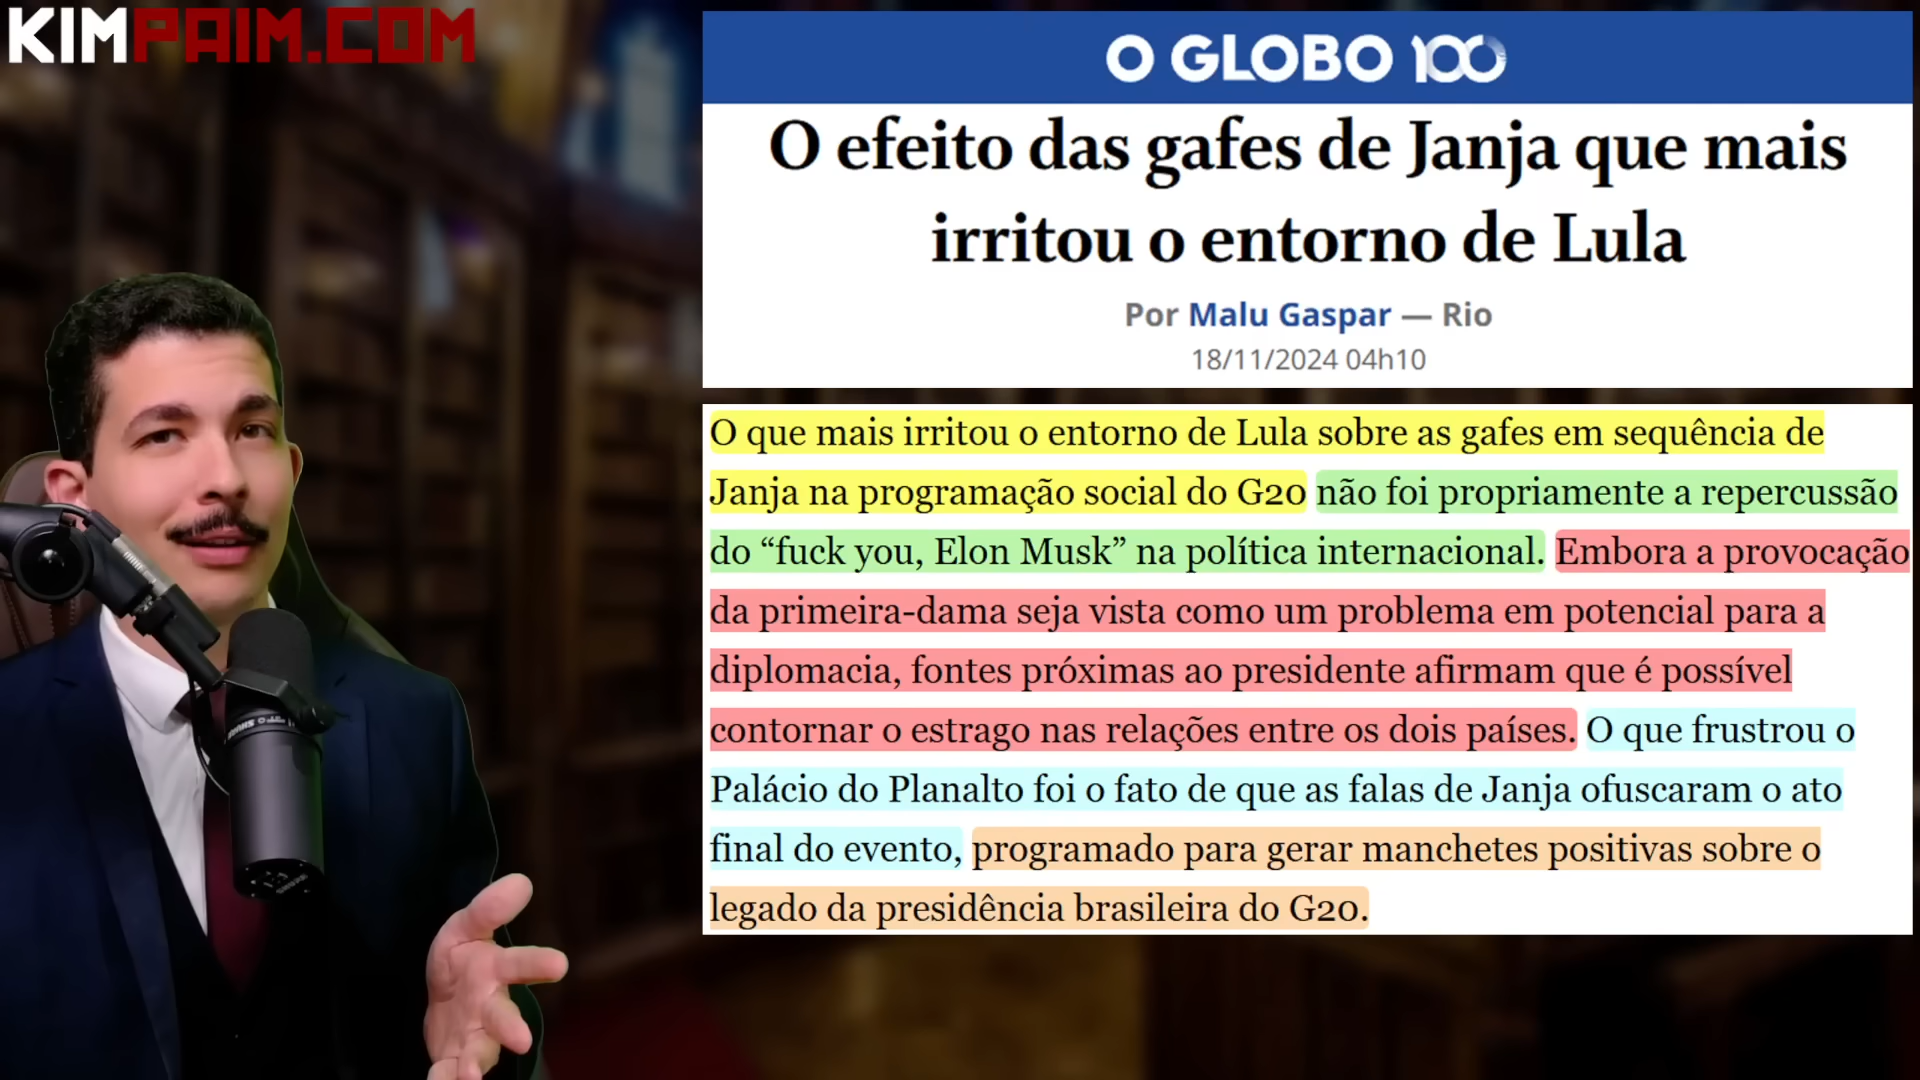 KIMPAIM.COM
O GLOBO 100
O efeito das gafes de Janja que mais
irritou o entorno de Lula
Por Malu Gaspar — Rio
18/11/2024 04h10
O que mais irritou o entorno de Lula sobre as gafes em sequência de
Janja na programação social do G20 não foi propriamente a repercussão
do “fuck you, Elon Musk” na política internacional. Embora a provocação
da primeira-dama seja vista como um problema em potencial para a
diplomacia, fontes próximas ao presidente afirmam que é possível
contornar o estrago nas relações entre os dois países. O que frustrou o
Palácio do Planalto foi o fato de que as falas de Janja ofuscaram o ato
final do evento, programado para gerar manchetes positivas sobre o
legado da presidência brasileira do G20.